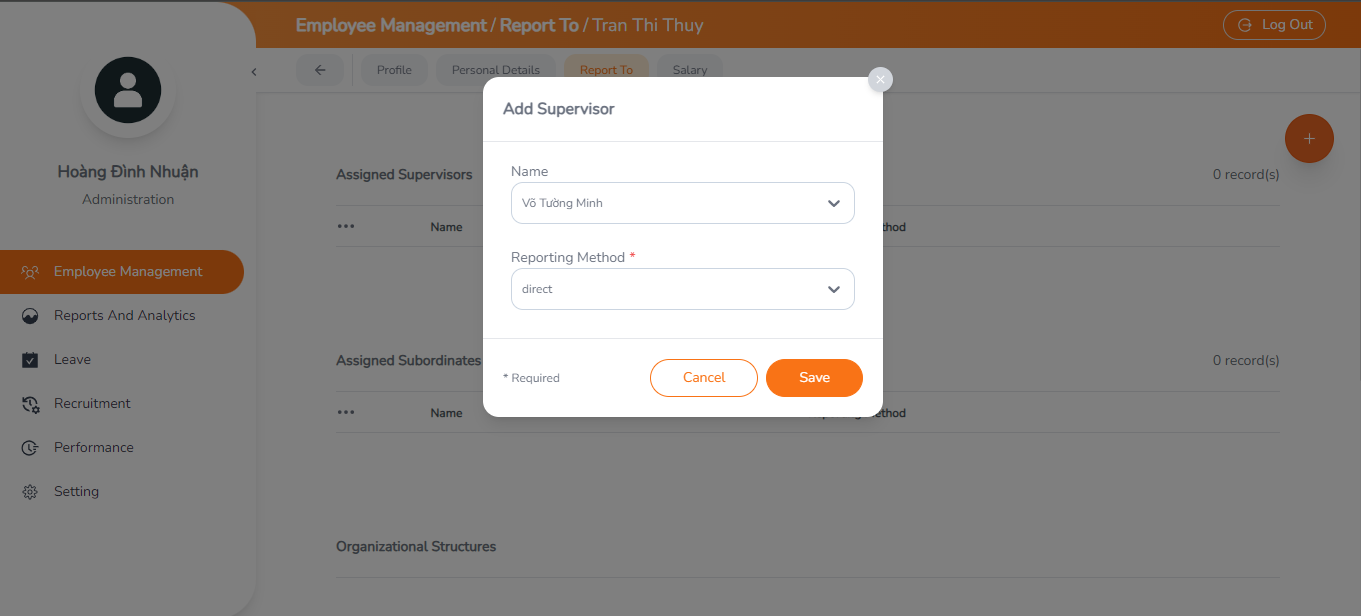 Employee Management / Report To / Tran Thi Thuy
Log Out
Profile
Personal Details
Report To
Salary
Hoàng Đình Nhuận
Administration
Employee Management
Reports And Analytics
Leave
Recruitment
Performance
Setting
Add Supervisor
Name
Võ Tường Minh
Reporting Method *
direct
* Required
Cancel
Save
Assigned Supervisors
0 record(s)
Name
Assigned Subordinates
0 record(s)
Name
Organizational Structures